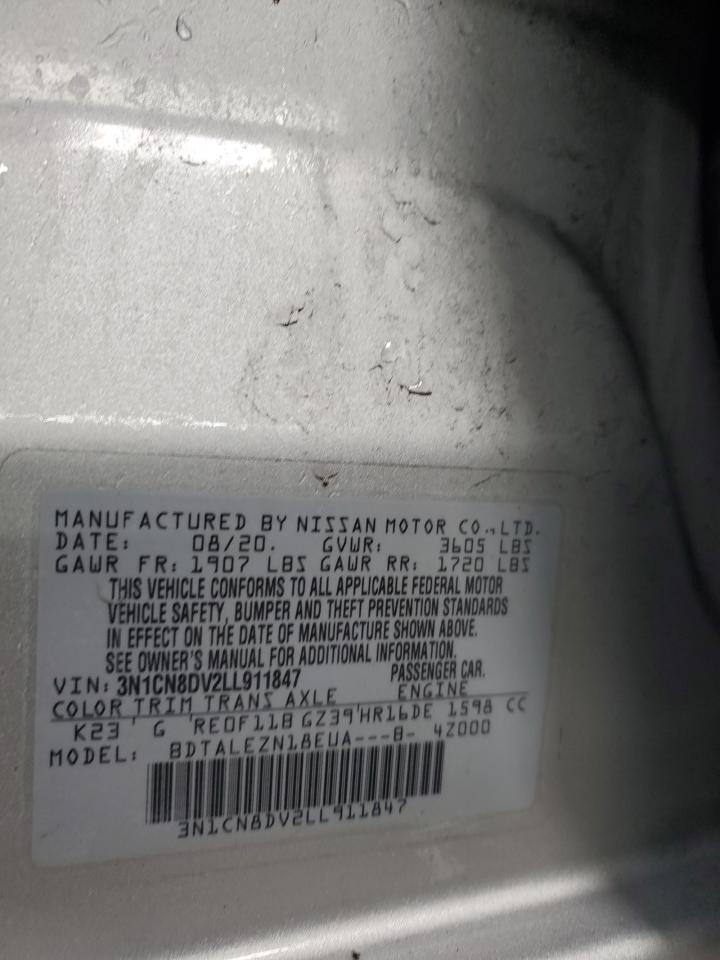 MANUFACTURED BY NISSAN MOTOR CO.,LTD.
DATE: 08/20. GVWR: 3605 LBS
GAWR FR: 1907 LBS GAWR RR: 1720 LBS
THIS VEHICLE CONFORMS TO ALL APPLICABLE FEDERAL MOTOR
VEHICLE SAFETY, BUMPER AND THEFT PREVENTION STANDARDS
IN EFFECT ON THE DATE OF MANUFACTURE SHOWN ABOVE.
SEE OWNER'S MANUAL FOR ADDITIONAL INFORMATION.
VIN: 3N1CN8DV2LL911847 PASSENGER CAR.
COLOR TRIM TRANS AXLE ENGINE
K23 G RE0F11B GZ39 HR16DE 1598 CC
MODEL: BDTALEZN18EUA---B- 4Z000
3N1CN8DV2LL911847